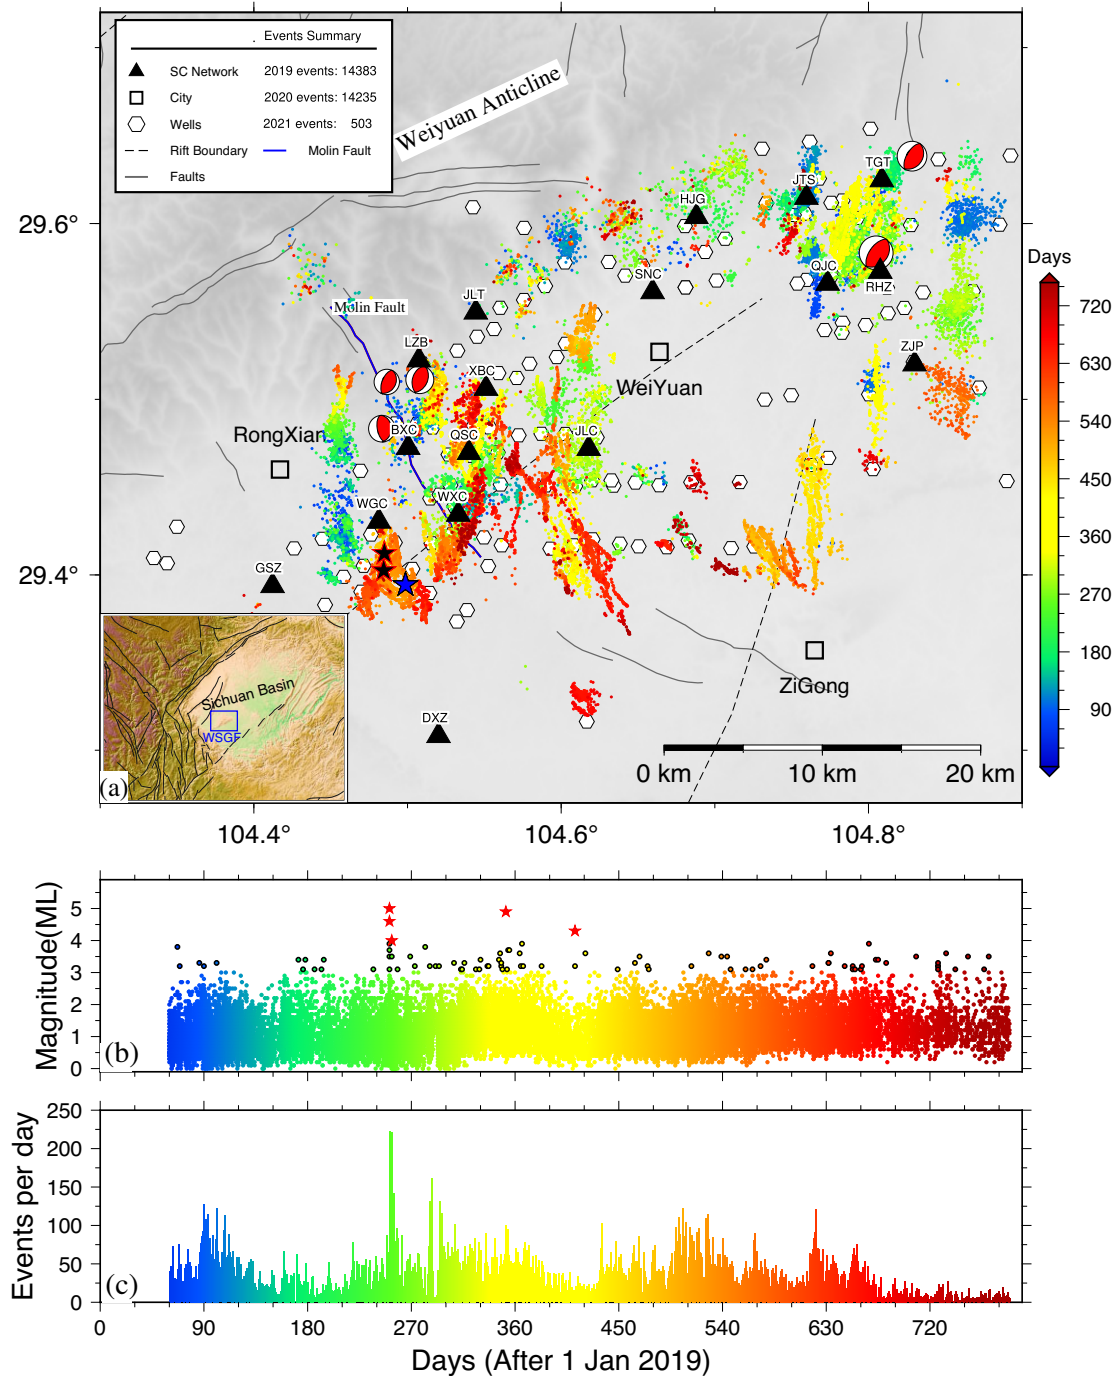 Events Summary
SC Network 2019 events: 14383
City 2020 events: 14235
Wells 2021 events: 503
Rift Boundary Molin Fault
Faults
Weiyuan Anticline
TGT
JTS
HJG
29.6°
QJC
RHZ
SNC
Days
JLT
Molin Fault
720
LZB
ZJP
630
XBC
WeiYuan
RongXian
BXC
QSC
JLC
540
450
WGC
WXC
360
29.4°
GSZ
270
180
ZiGong
Sichuan Basin
WSGF
DXZ
90
0 km 10 km 20 km
(a)
104.4° 104.6° 104.8°
Magnitude(ML)
5
4
3
2
1
0
(b)
Events per day
250
200
150
100
50
0
(c)
0 90 180 270 360 450 540 630 720
Days (After 1 Jan 2019)